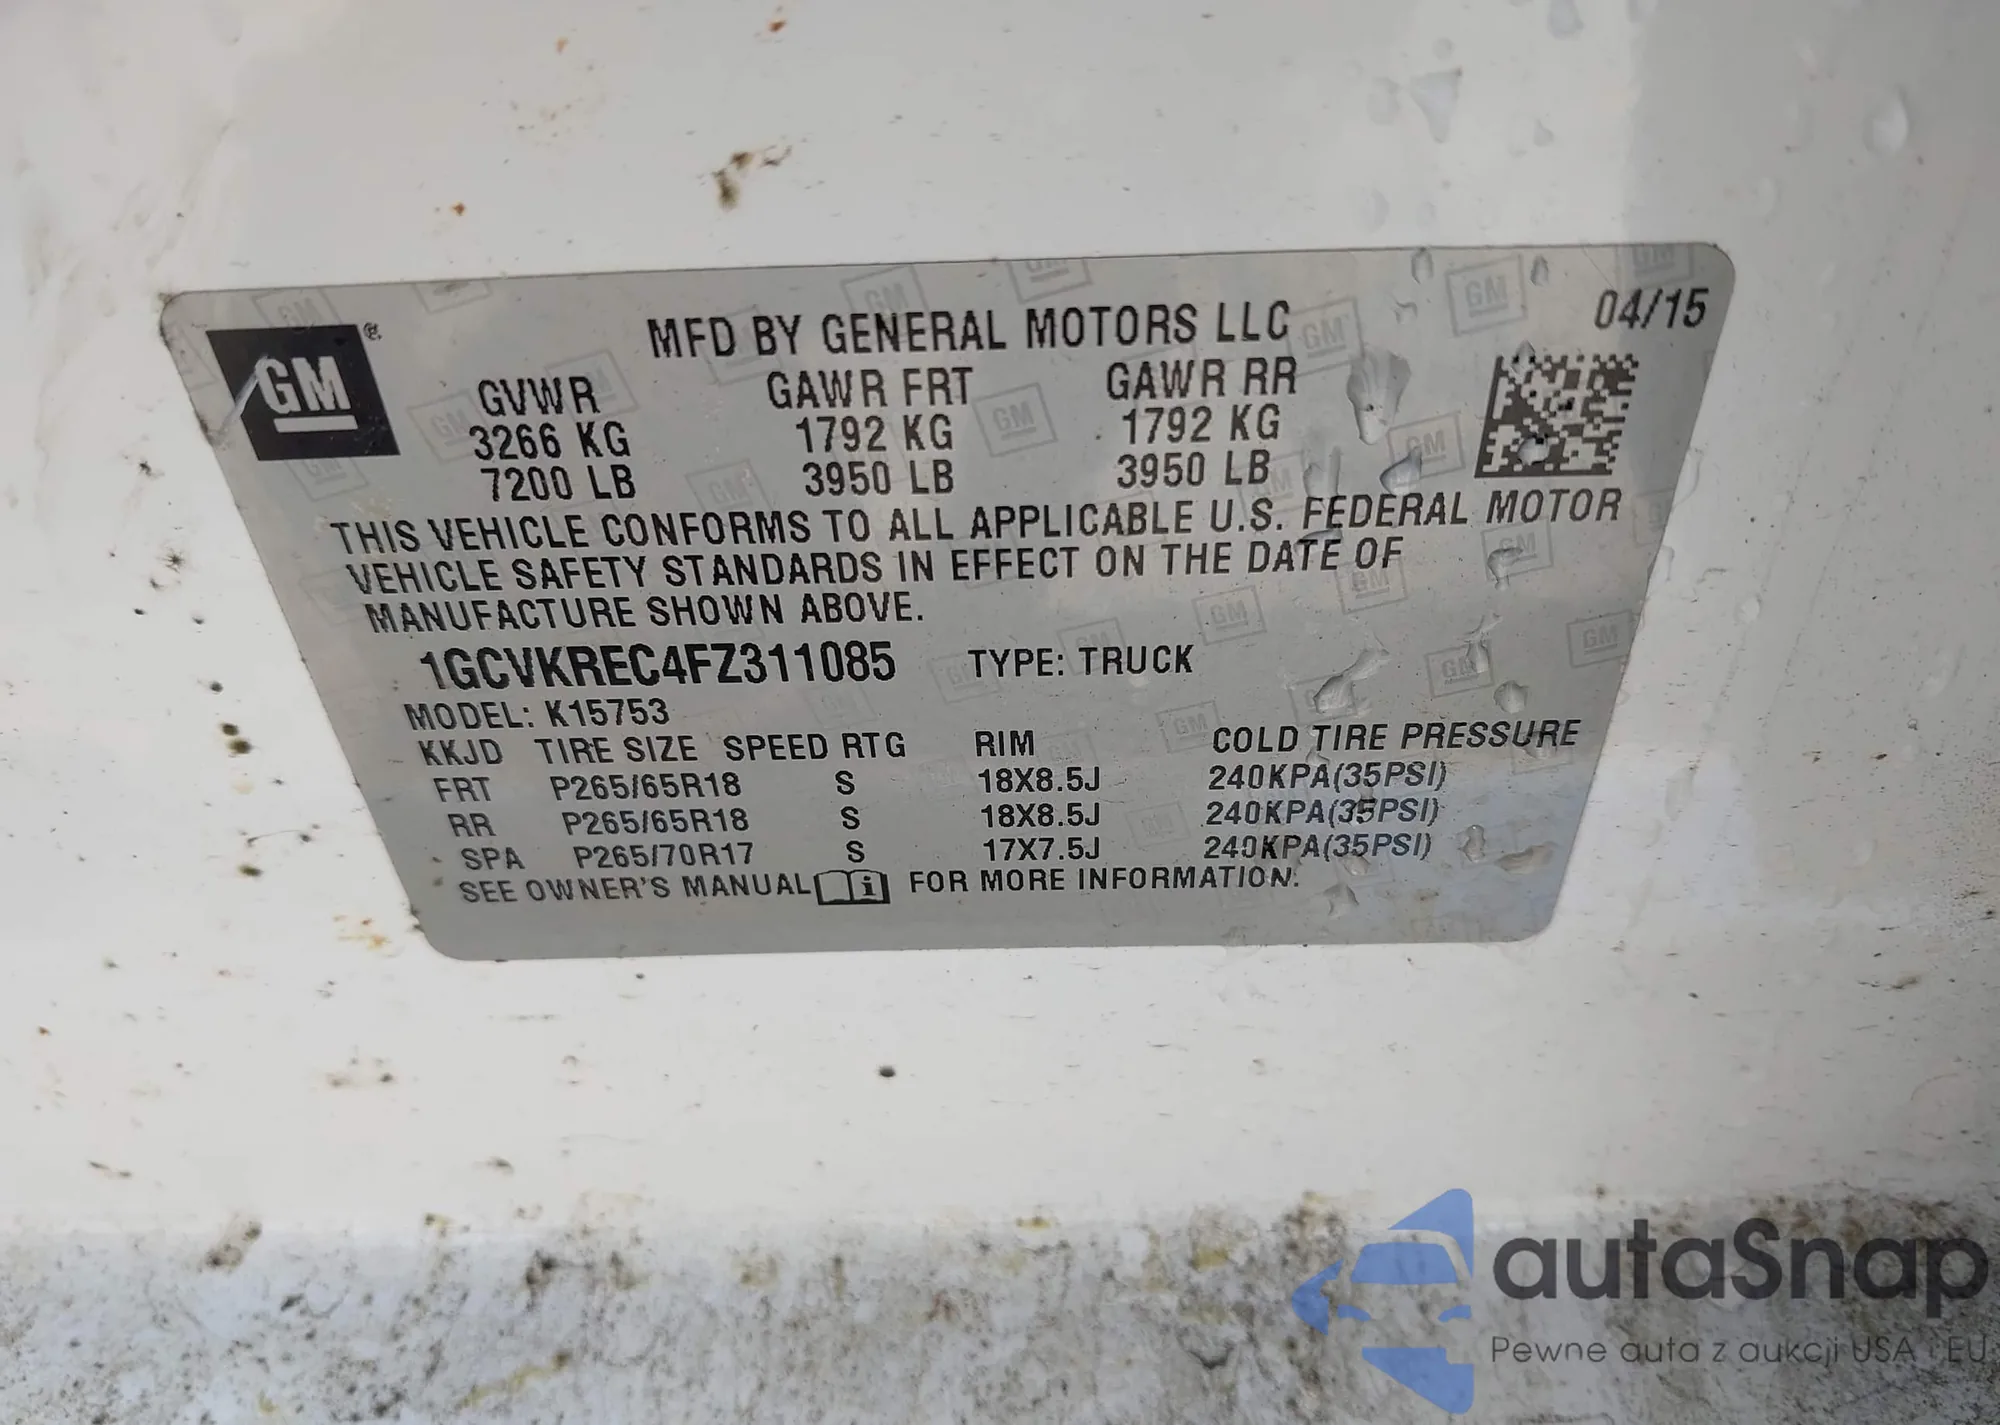 GM ®
MFD BY GENERAL MOTORS LLC 04/15
GVWR GAWR FRT GAWR RR
3266 KG 1792 KG 1792 KG
7200 LB 3950 LB 3950 LB
THIS VEHICLE CONFORMS TO ALL APPLICABLE U.S. FEDERAL MOTOR
VEHICLE SAFETY STANDARDS IN EFFECT ON THE DATE OF
MANUFACTURE SHOWN ABOVE.
1GCVKREC4FZ311085 TYPE: TRUCK
MODEL: K15753
KKJD TIRE SIZE SPEED RTG RIM COLD TIRE PRESSURE
FRT P265/65R18 S 18X8.5J 240KPA(35PSI)
RR P265/65R18 S 18X8.5J 240KPA(35PSI)
SPA P265/70R17 S 17X7.5J 240KPA(35PSI)
SEE OWNER'S MANUAL i FOR MORE INFORMATION.
autaSnap
Pewne auta z aukcji USA i EU